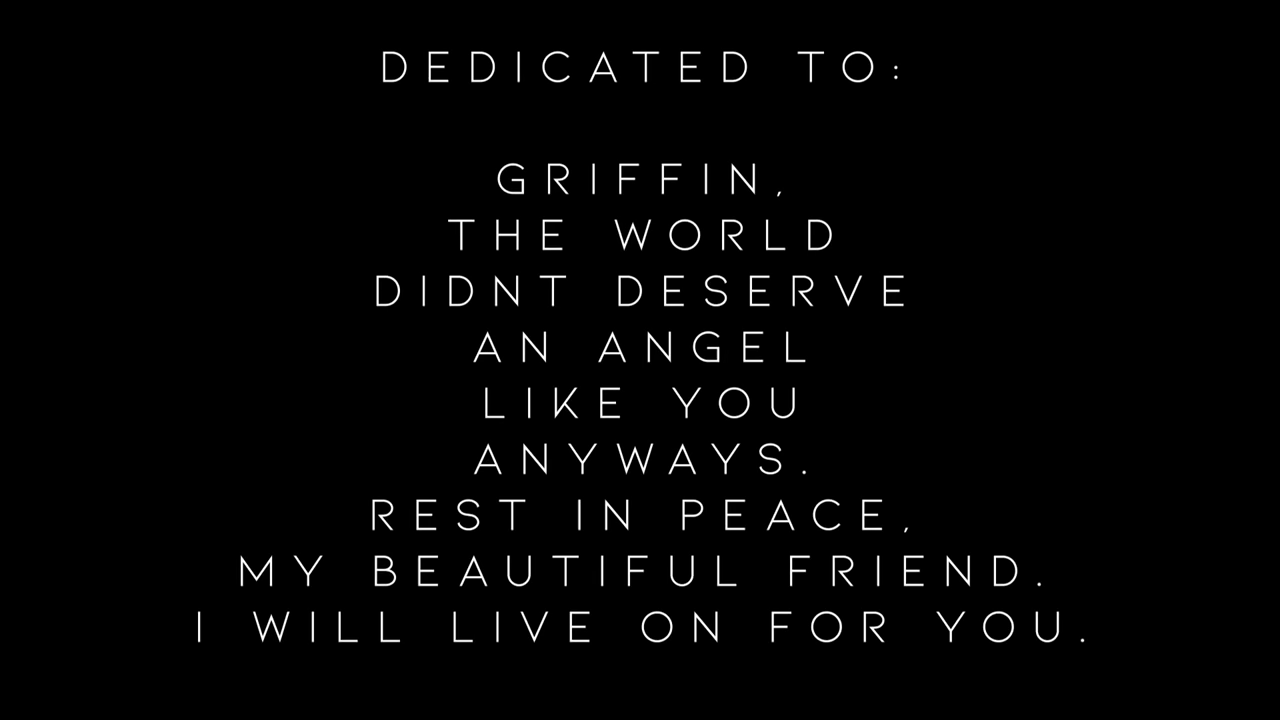 DEDICATED TO:
GRIFFIN,
THE WORLD
DIDNT DESERVE
AN ANGEL
LIKE YOU
ANYWAYS.
REST IN PEACE,
MY BEAUTIFUL FRIEND.
I WILL LIVE ON FOR YOU.